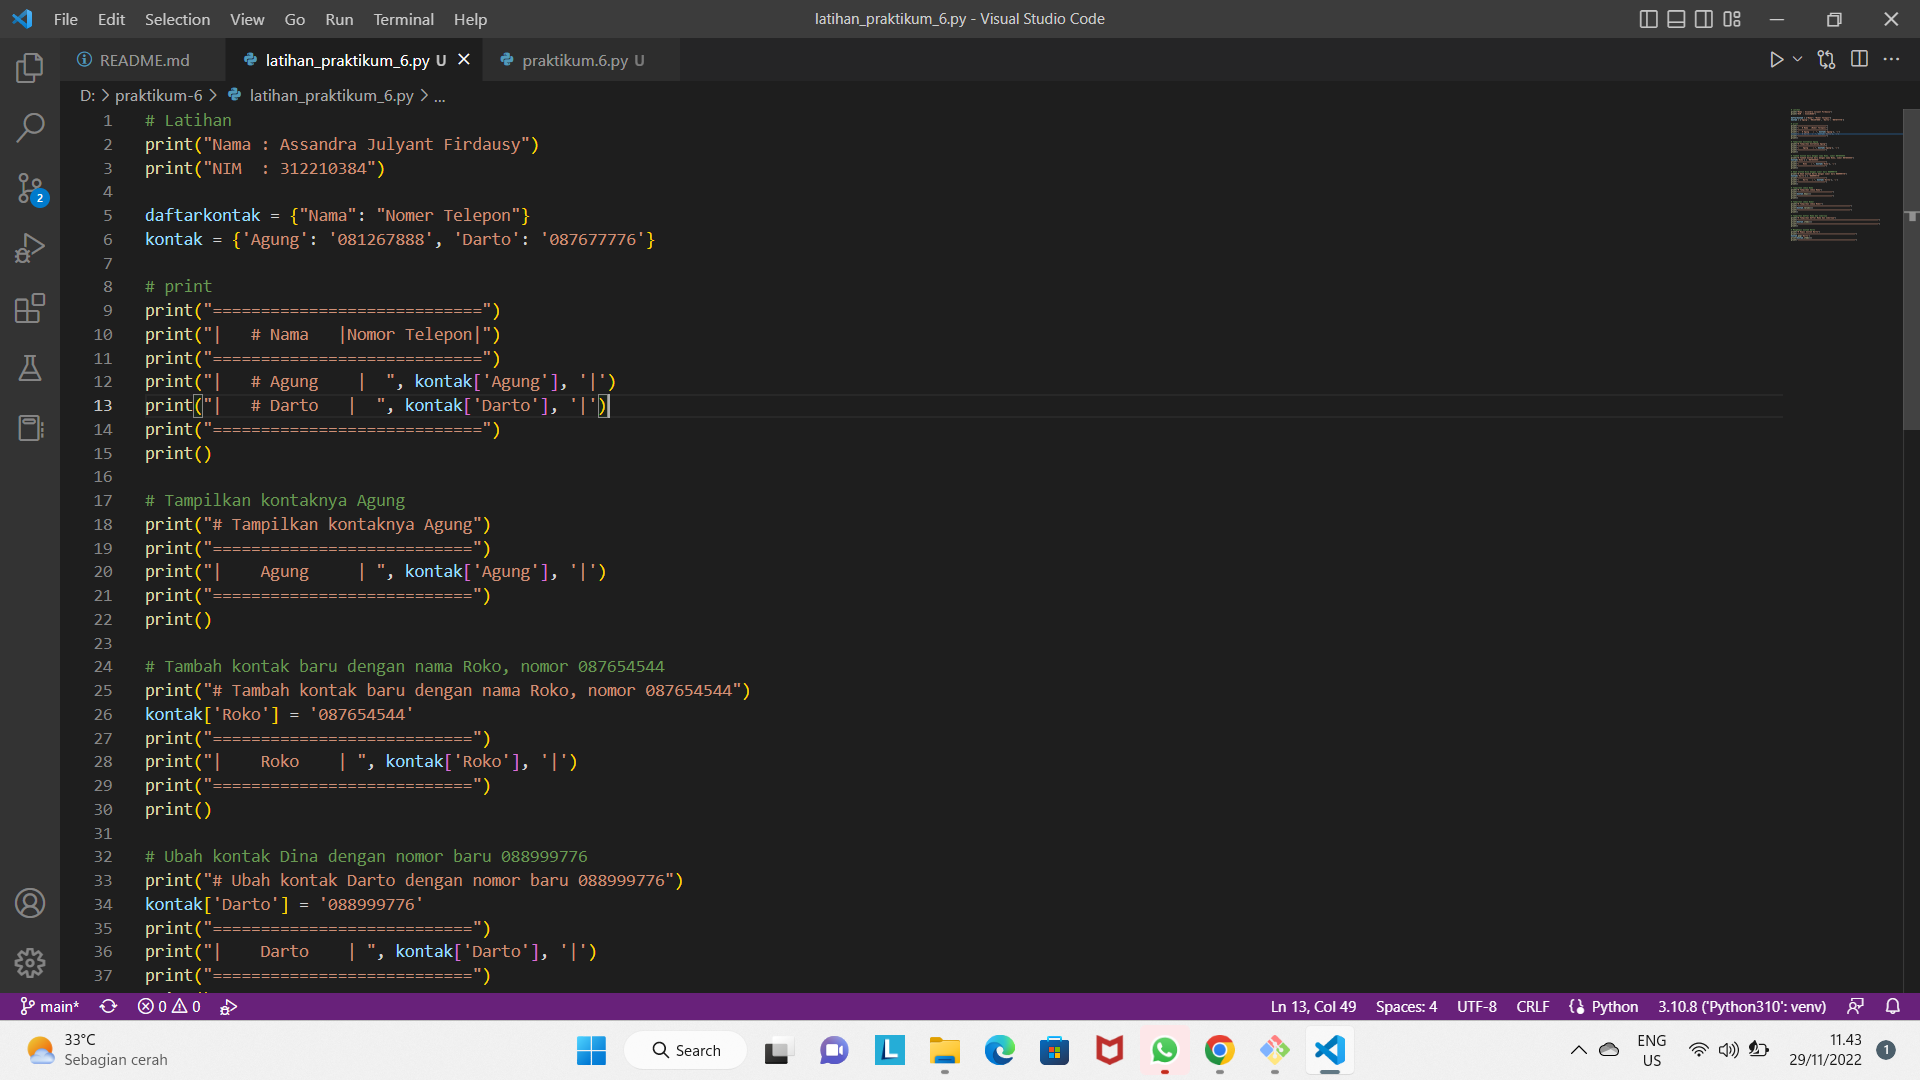 File Edit Selection View Go Run Terminal Help
latihan_praktikum_6.py - Visual Studio Code
README.md
latihan_praktikum_6.py U
praktikum.6.py U
D: > praktikum-6 > latihan_praktikum_6.py > ...
1 # Latihan
2 print("Nama : Assandra Julyant Firdausy")
3 print("NIM  : 312210384")
4
5 daftarkontak = {"Nama": "Nomer Telepon"}
6 kontak = {'Agung': '081267888', 'Darto': '087677776'}
7
8 # print
9 print("============================")
10 print("|   # Nama   |Nomor Telepon|")
11 print("============================")
12 print("|   # Agung    |  ", kontak['Agung'], '|')
13 print("|   # Darto   |  ", kontak['Darto'], '|')
14 print("============================")
15 print()
16
17 # Tampilkan kontaknya Agung
18 print("# Tampilkan kontaknya Agung")
19 print("===========================")
20 print("|    Agung     | ", kontak['Agung'], '|')
21 print("===========================")
22 print()
23
24 # Tambah kontak baru dengan nama Roko, nomor 087654544
25 print("# Tambah kontak baru dengan nama Roko, nomor 087654544")
26 kontak['Roko'] = '087654544'
27 print("===========================")
28 print("|    Roko    | ", kontak['Roko'], '|')
29 print("===========================")
30 print()
31
32 # Ubah kontak Dina dengan nomor baru 088999776
33 print("# Ubah kontak Darto dengan nomor baru 088999776")
34 kontak['Darto'] = '088999776'
35 print("===========================")
36 print("|    Darto    | ", kontak['Darto'], '|')
37 print("===========================")
2
main* 0 0 Ln 13, Col 49 Spaces: 4 UTF-8 CRLF Python 3.10.8 ('Python310': venv)
33°C
Sebagian cerah
Search
ENG
US
11.43
29/11/2022
1